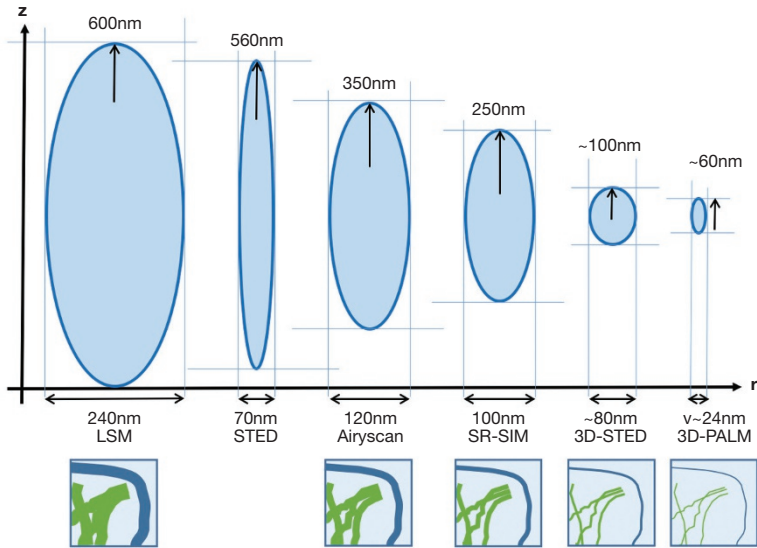 z
600nm
560nm
350nm
250nm
~100nm
~60nm
r
240nm
LSM
70nm
STED
120nm
Airyscan
100nm
SR-SIM
~80nm
3D-STED
v~24nm
3D-PALM